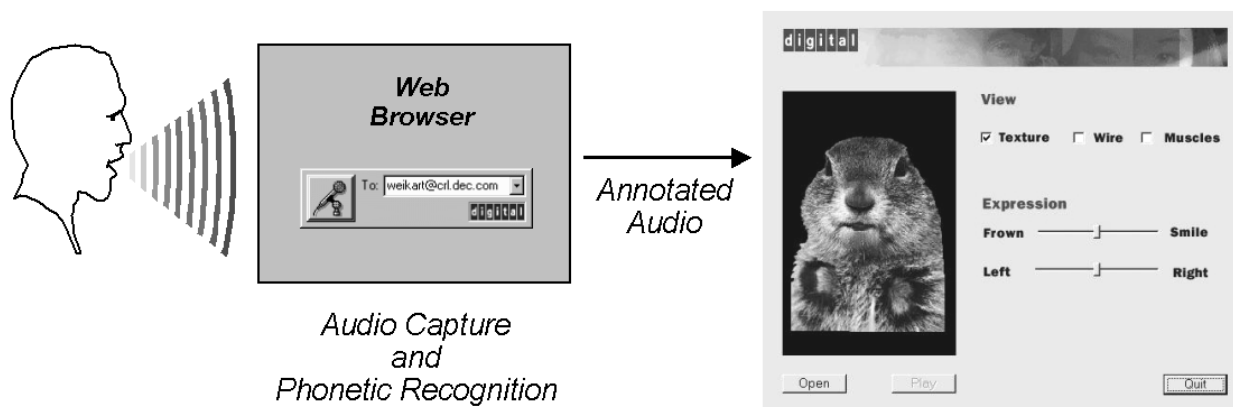 Web
Browser
To: weikart@crl.dec.com
digital
Audio Capture
and
Phonetic Recognition
Annotated
Audio
digital
View
Texture Wire Muscles
Expression
Frown Smile
Left Right
Open Play Quit